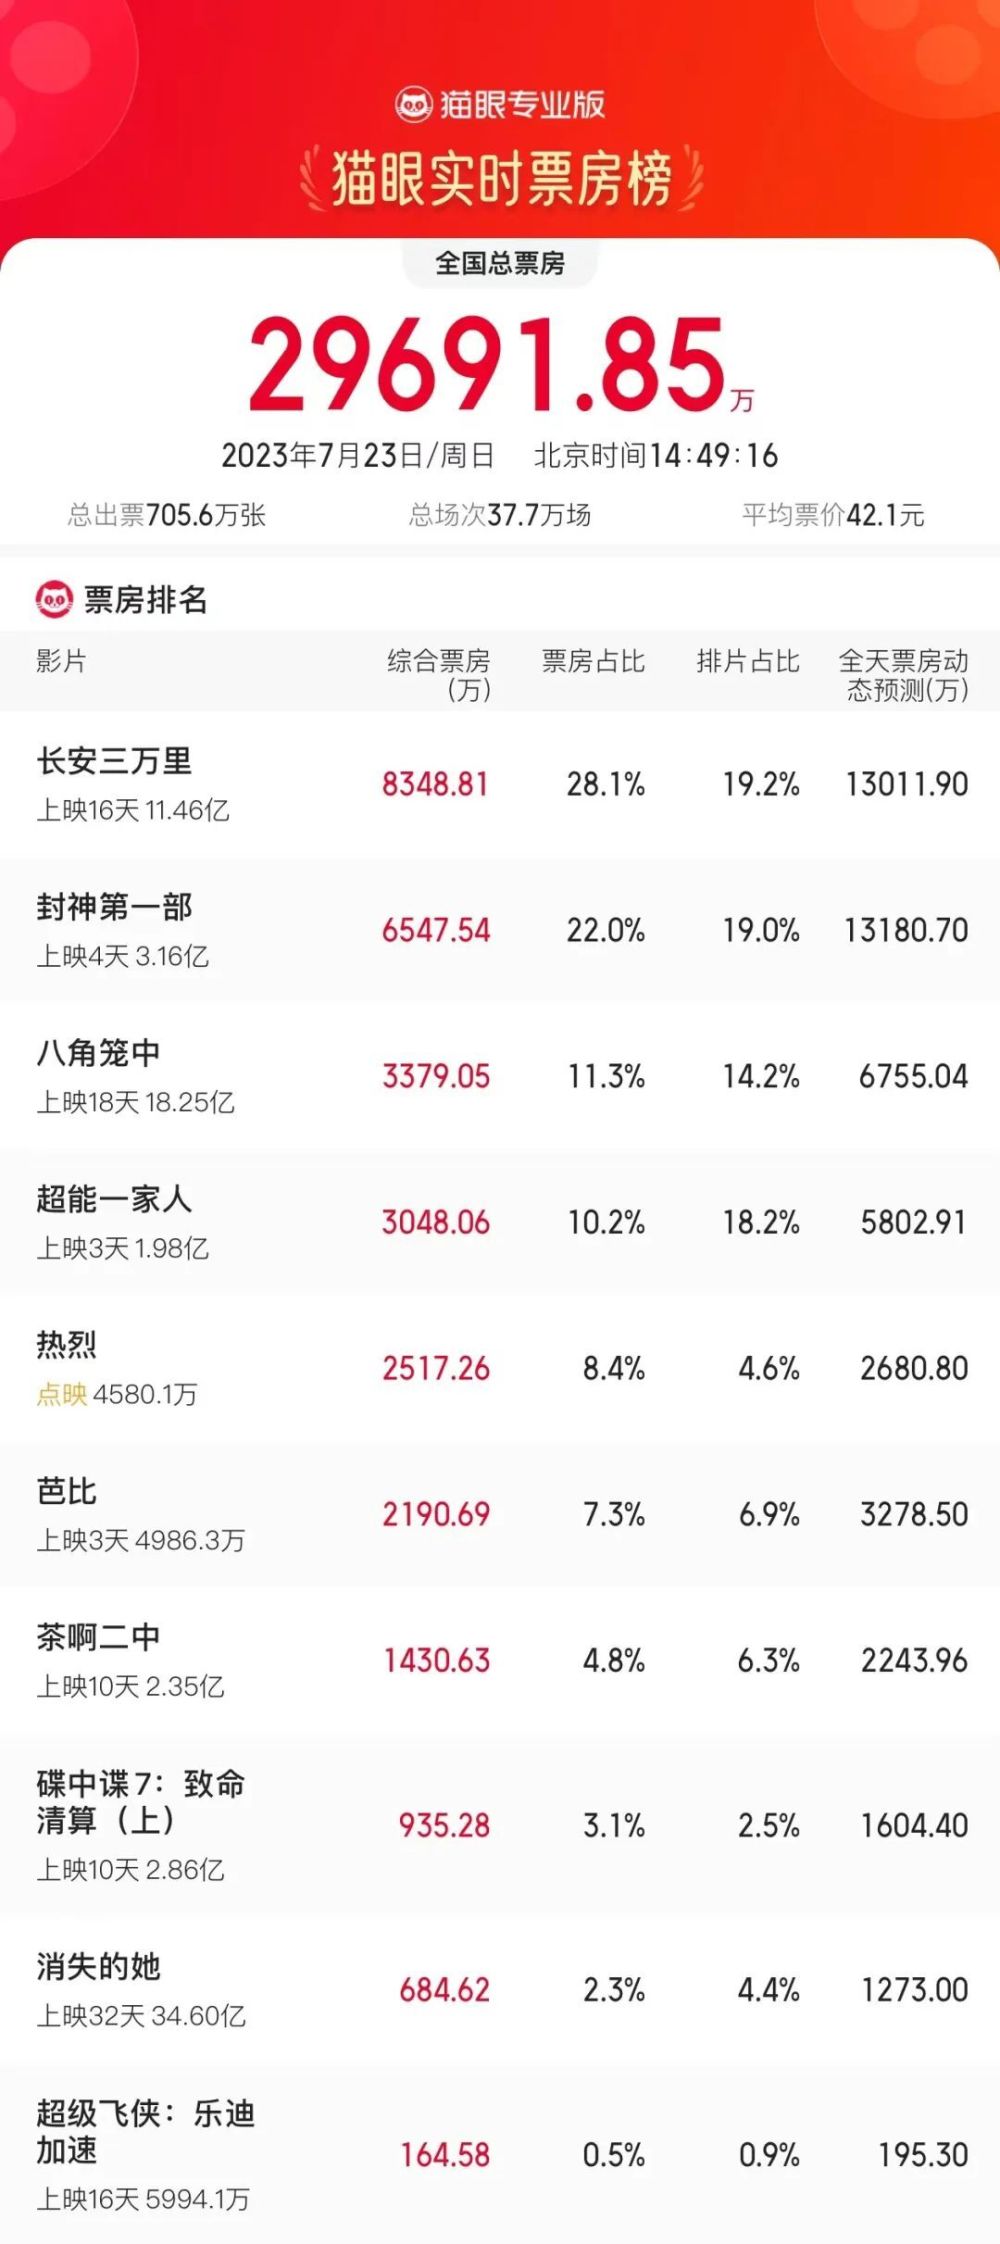 猫眼专业版
猫眼实时票房榜
全国总票房
29691.85万
2023年7月23日/周日 北京时间14:49:16
总出票705.6万张 总场次37.7万场 平均票价42.1元
票房排名
影片 综合票房(万) 票房占比 排片占比 全天票房动态预测(万)
长安三万里
上映16天 11.46亿
8348.81 28.1% 19.2% 13011.90
封神第一部
上映4天 3.16亿
6547.54 22.0% 19.0% 13180.70
八角笼中
上映18天 18.25亿
3379.05 11.3% 14.2% 6755.04
超能一家人
上映3天 1.98亿
3048.06 10.2% 18.2% 5802.91
热烈
点映 4580.1万
2517.26 8.4% 4.6% 2680.80
芭比
上映3天 4986.3万
2190.69 7.3% 6.9% 3278.50
茶啊二中
上映10天 2.35亿
1430.63 4.8% 6.3% 2243.96
碟中谍7：致命
清算（上）
上映10天 2.86亿
935.28 3.1% 2.5% 1604.40
消失的她
上映32天 34.60亿
684.62 2.3% 4.4% 1273.00
超级飞侠：乐迪
加速
上映16天 5994.1万
164.58 0.5% 0.9% 195.30